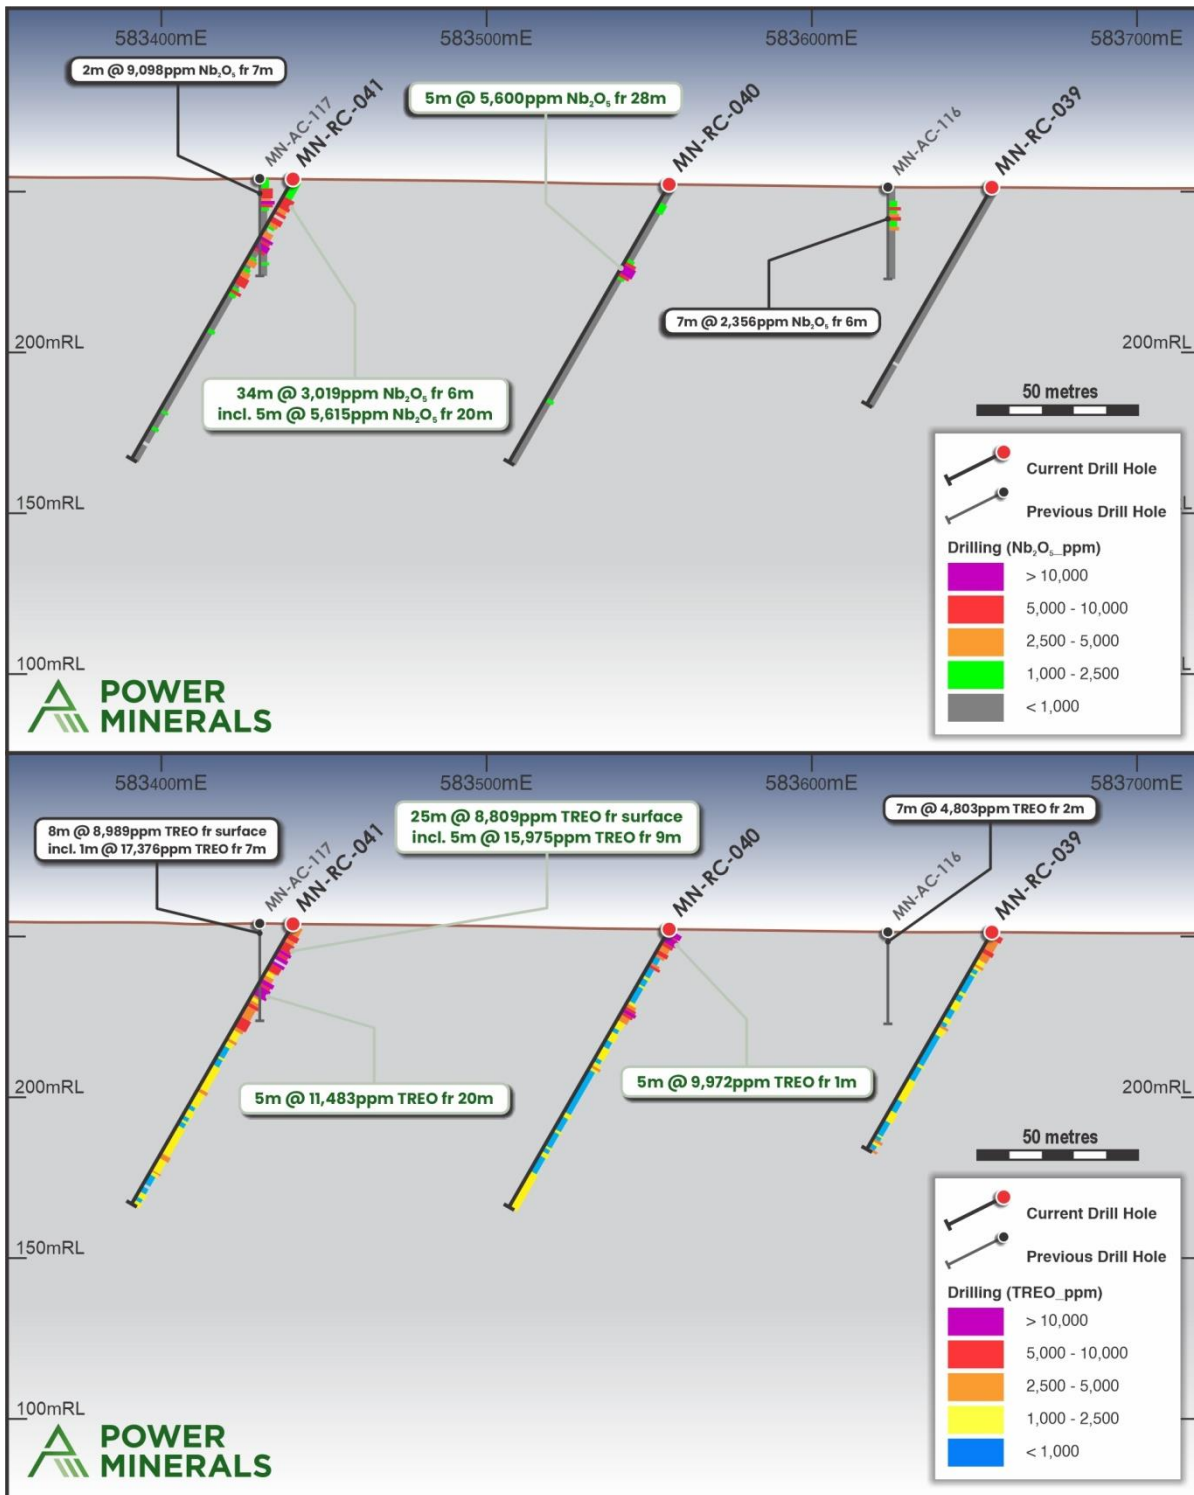 583400mE 583500mE 583600mE 583700mE
2m @ 9,098ppm Nb₂O₅ fr 7m
MN-AC-117
MN-RC-041
5m @ 5,600ppm Nb₂O₅ fr 28m
MN-RC-040
MN-AC-116
MN-RC-039
7m @ 2,356ppm Nb₂O₅ fr 6m
200mRL 200mRL
34m @ 3,019ppm Nb₂O₅ fr 6m
incl. 5m @ 5,615ppm Nb₂O₅ fr 20m
50 metres
Current Drill Hole
Previous Drill Hole
Drilling (Nb₂O₅_ppm)
> 10,000
5,000 - 10,000
2,500 - 5,000
1,000 - 2,500
< 1,000
150mRL
100mRL
POWER
MINERALS
583400mE 583500mE 583600mE 583700mE
8m @ 8,989ppm TREO fr surface
incl. 1m @ 17,376ppm TREO fr 7m
MN-AC-117
MN-RC-041
25m @ 8,809ppm TREO fr surface
incl. 5m @ 15,975ppm TREO fr 9m
MN-RC-040
7m @ 4,803ppm TREO fr 2m
MN-AC-116
MN-RC-039
5m @ 11,483ppm TREO fr 20m
5m @ 9,972ppm TREO fr 1m
200mRL 200mRL
50 metres
Current Drill Hole
Previous Drill Hole
Drilling (TREO_ppm)
> 10,000
5,000 - 10,000
2,500 - 5,000
1,000 - 2,500
< 1,000
150mRL
100mRL
POWER
MINERALS